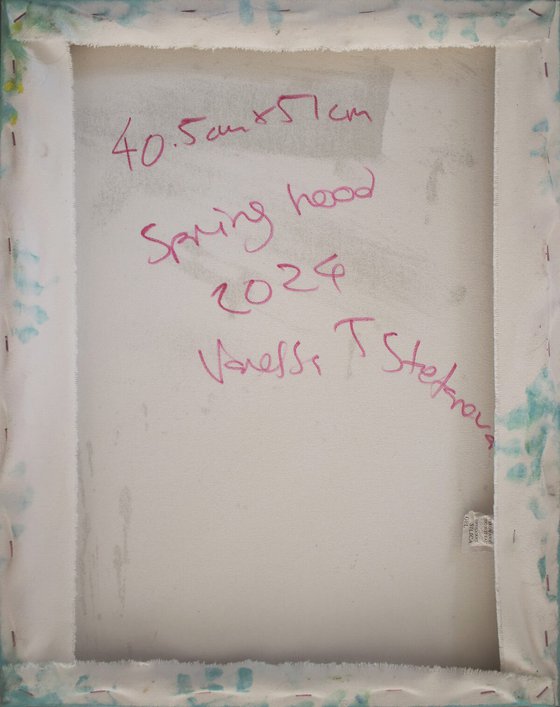 40.5cm x 51cm
Spring hood
2024
Vanessa T Stefanova